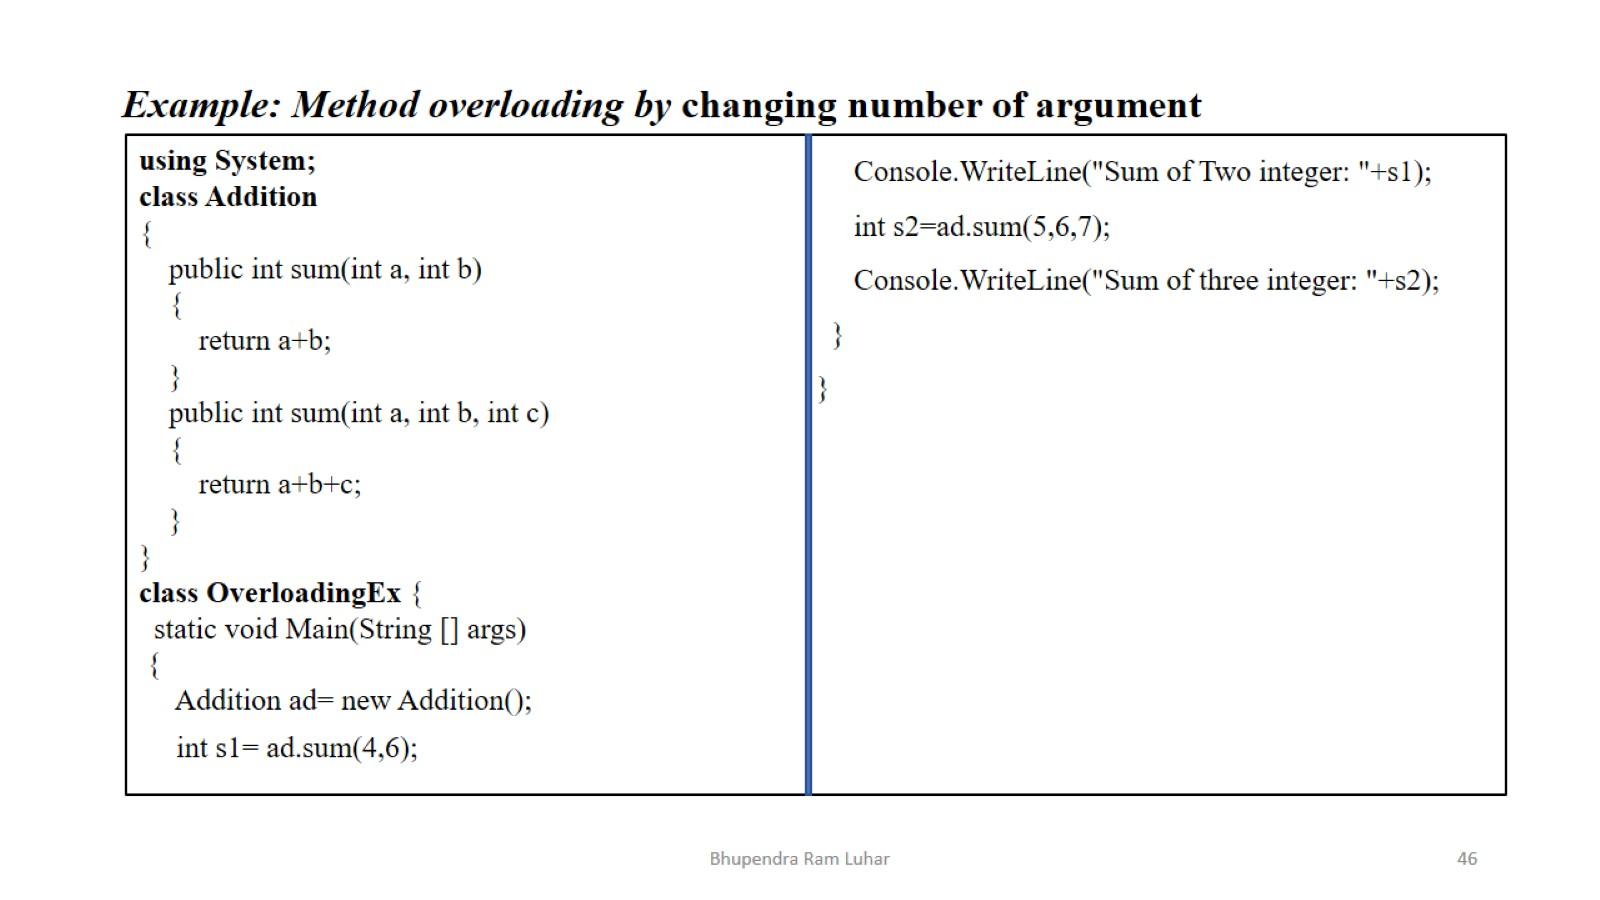 Example: Method overloading by changing number of argument
using System;
class Addition
{
public int sum(int a, int b)
{
return a+b;
}
public int sum(int a, int b, int c)
{
return a+b+c;
}
}
class OverloadingEx {
static void Main(String [] args)
{
Addition ad= new Addition();
int s1= ad.sum(4,6);
Console.WriteLine("Sum of Two integer: "+s1);
int s2=ad.sum(5,6,7);
Console.WriteLine("Sum of three integer: "+s2);
}
}
Bhupendra Ram Luhar
46